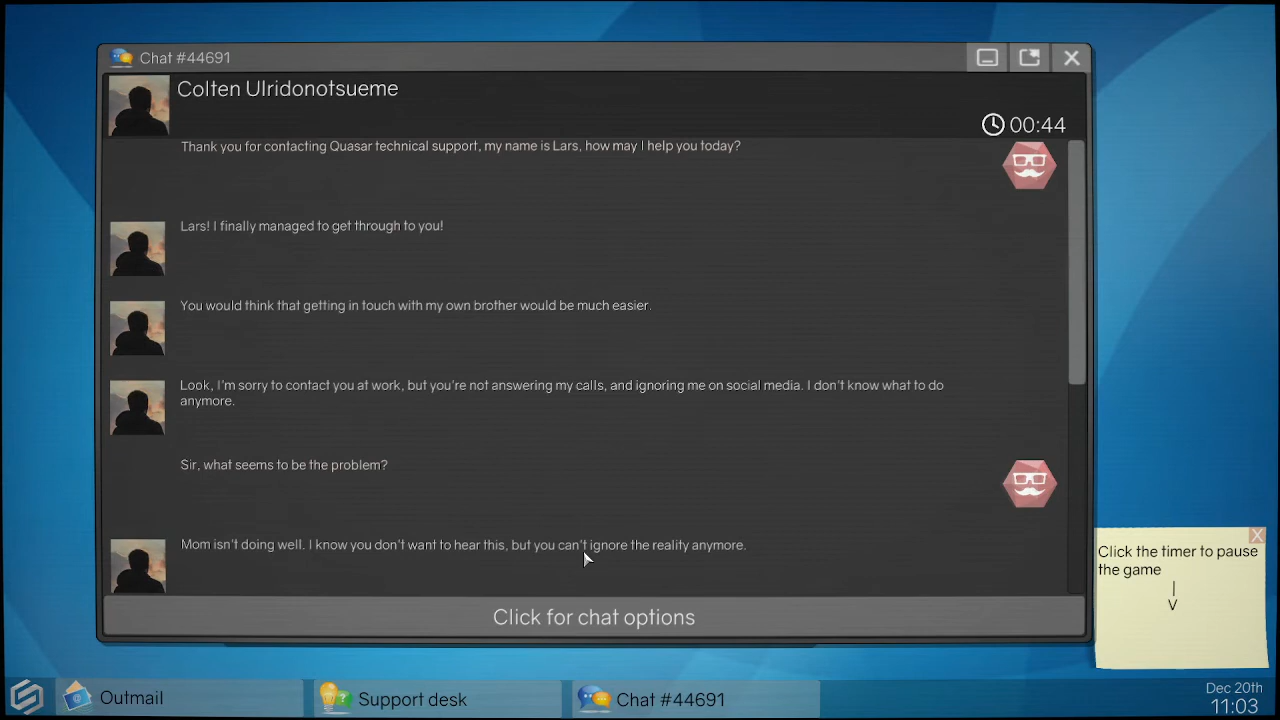 Chat #44691
Colten Ulridonotsueme
00:44
Thank you for contacting Quasar technical support, my name is Lars, how may I help you today?
Lars! I finally managed to get through to you!
You would think that getting in touch with my own brother would be much easier.
Look, I'm sorry to contact you at work, but you're not answering my calls, and ignoring me on social media. I don't know what to do
anymore.
Sir, what seems to be the problem?
Mom isn't doing well. I know you don't want to hear this, but you can't ignore the reality anymore.
Click for chat options
X
Click the timer to pause
the game
|
V
Outmail
Support desk
Chat #44691
Dec 20th
11:03